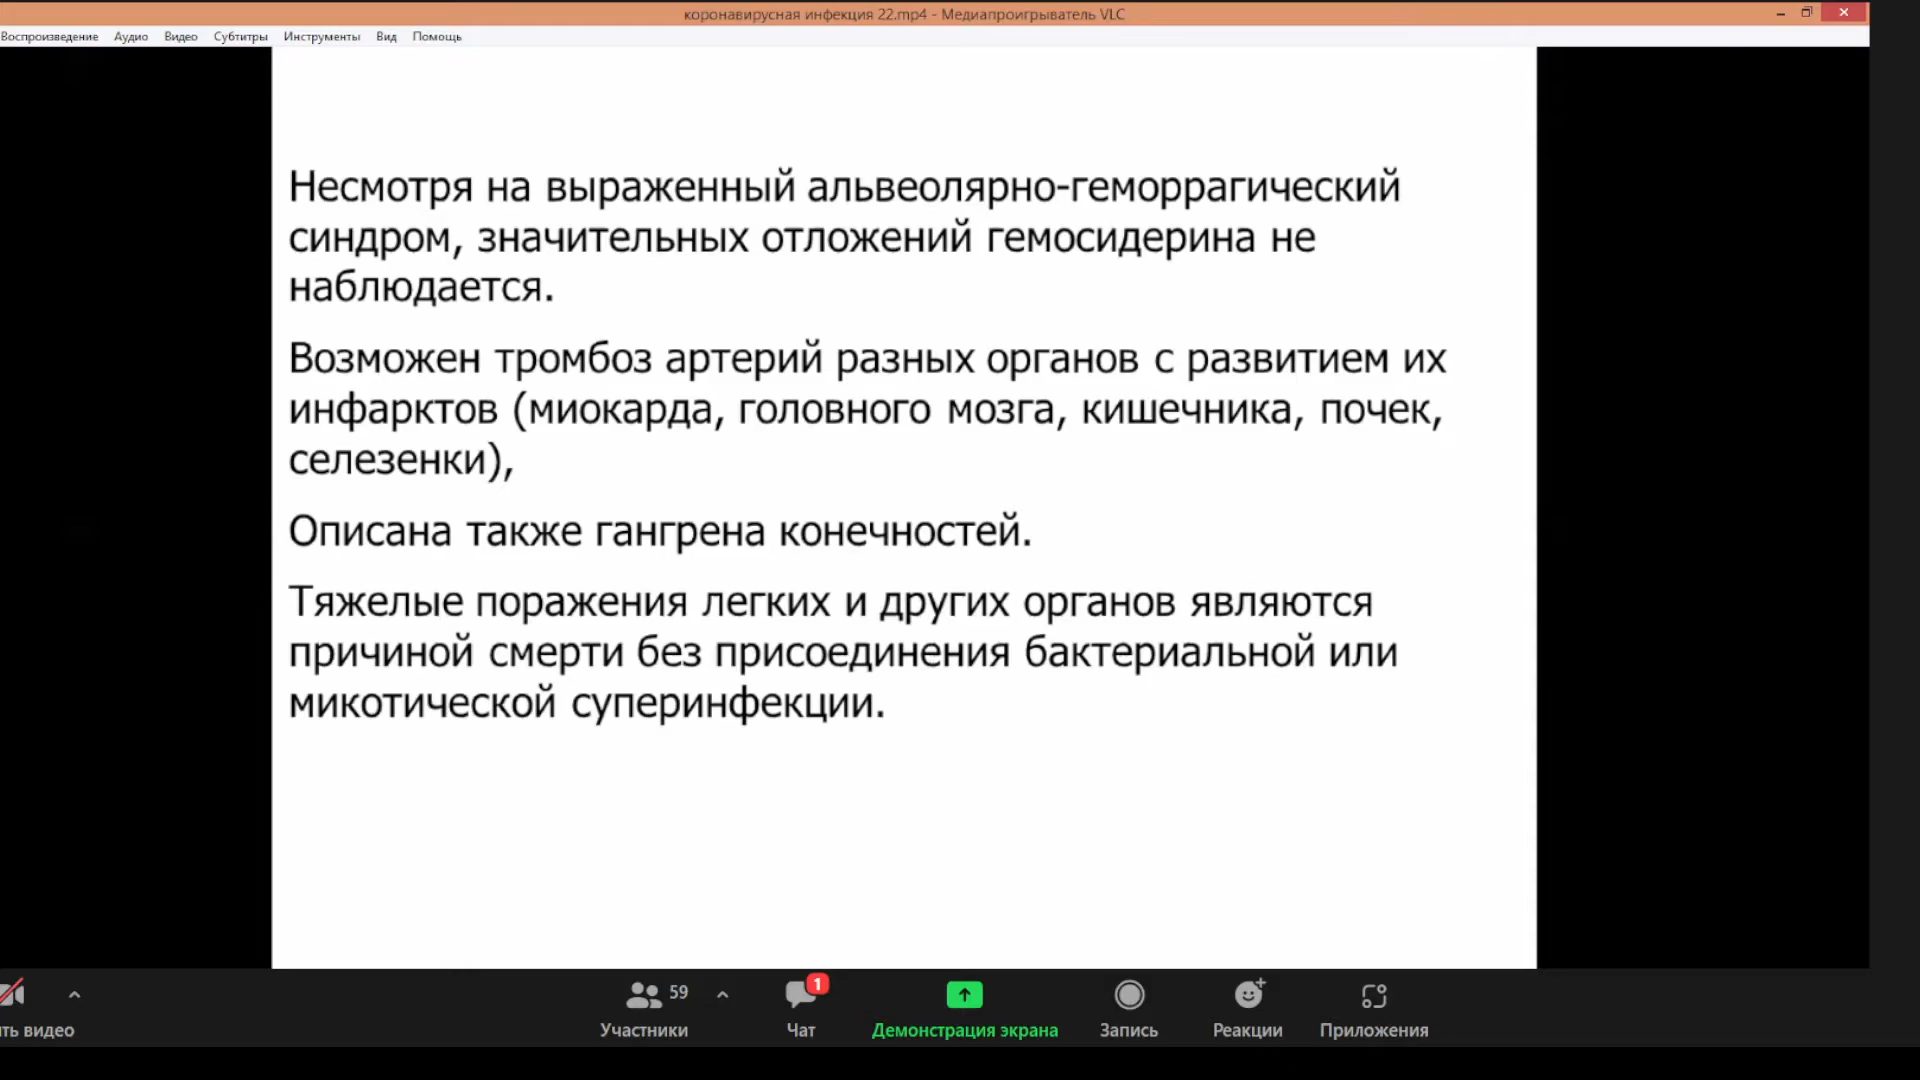 коронавирусная инфекция 22.mp4 - Медиапроигрыватель VLC
Воспроизведение Аудио Видео Субтитры Инструменты Вид Помощь
Несмотря на выраженный альвеолярно-геморрагический
синдром, значительных отложений гемосидерина не
наблюдается.
Возможен тромбоз артерий разных органов с развитием их
инфарктов (миокарда, головного мозга, кишечника, почек,
селезенки),
Описана также гангрена конечностей.
Тяжелые поражения легких и других органов являются
причиной смерти без присоединения бактериальной или
микотической суперинфекции.
59
1
ть видео Участники Чат Демонстрация экрана Запись Реакции Приложения